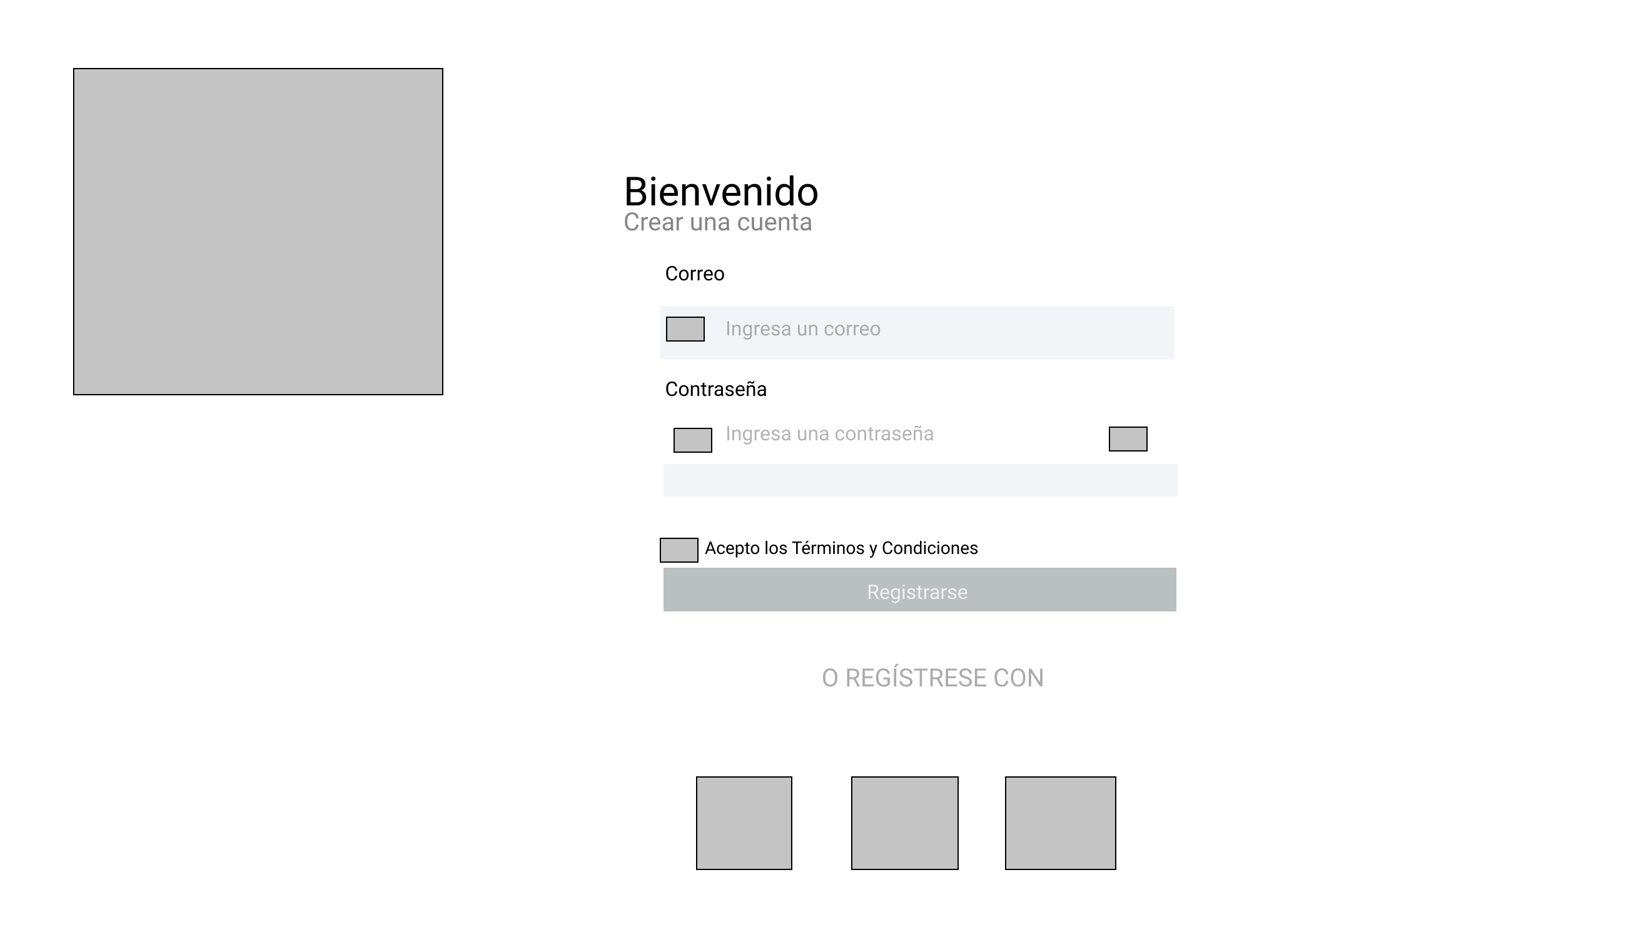 Bienvenido
Crear una cuenta
Correo
Ingresa un correo
Contraseña
Ingresa una contraseña
Acepto los Términos y Condiciones
Registrarse
O REGÍSTRESE CON